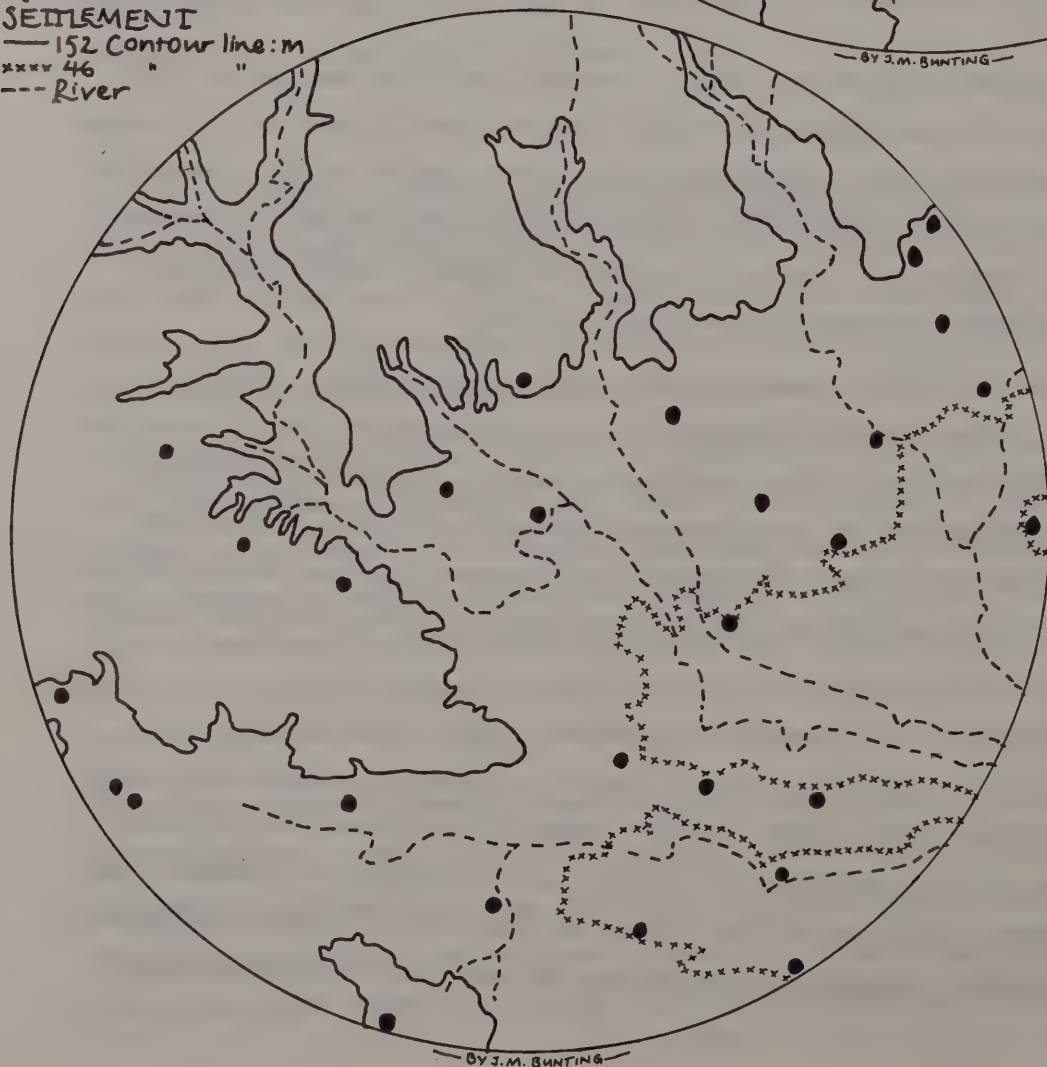 SETTLEMENT
152 Contour line: m
xxxx 46 " "
--- River
BY J.M. BUNTING
BY J.M. BUNTING